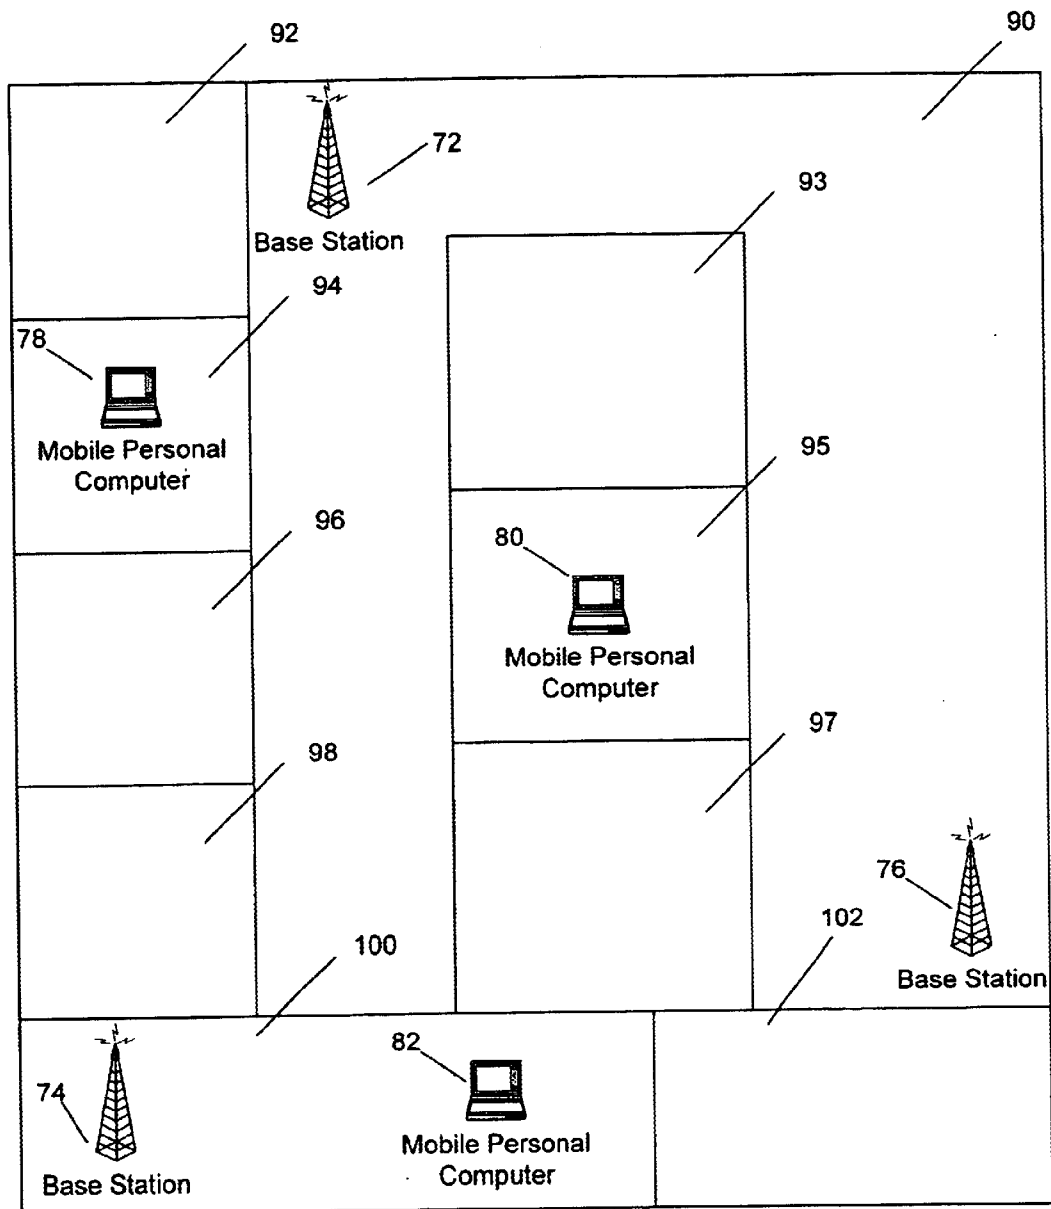 92
90
72
Base Station
93
94
78
Mobile Personal
Computer
95
96
80
Mobile Personal
Computer
97
98
76
102
Base Station
100
82
74
Mobile Personal
Computer
Base Station